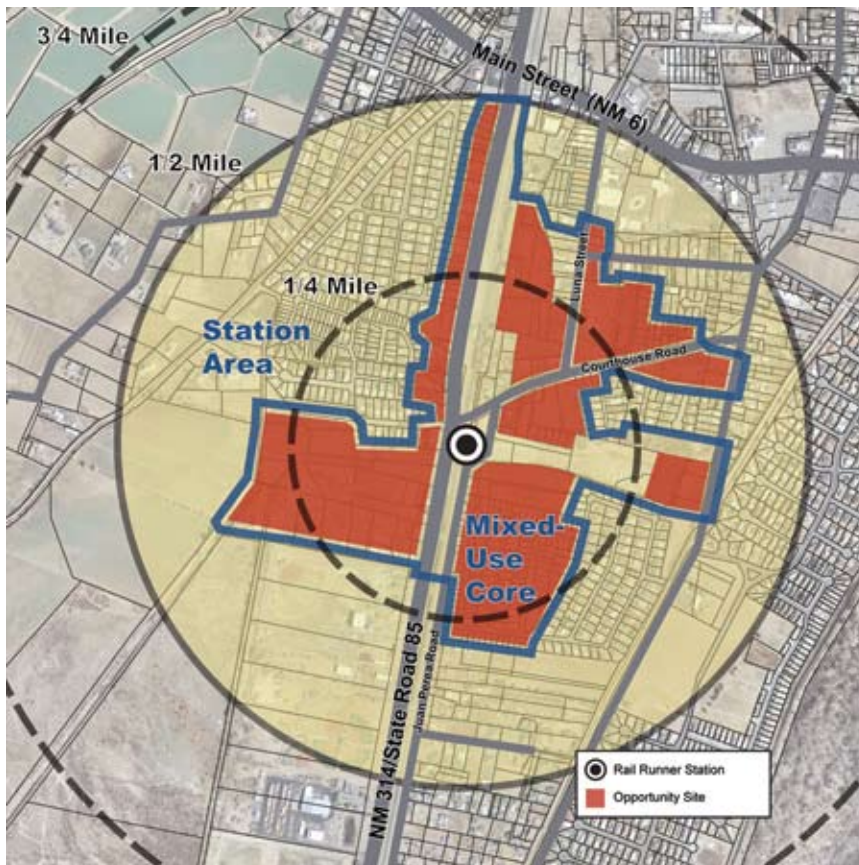 3/4 Mile
Main Street (NM 6)
1/2 Mile
1/4 Mile
Luna Street
Station
Area
Courthouse Road
Mixed-
Use
Core
NM 314/State Road 85
Juan Perea Road
Rail Runner Station
Opportunity Site